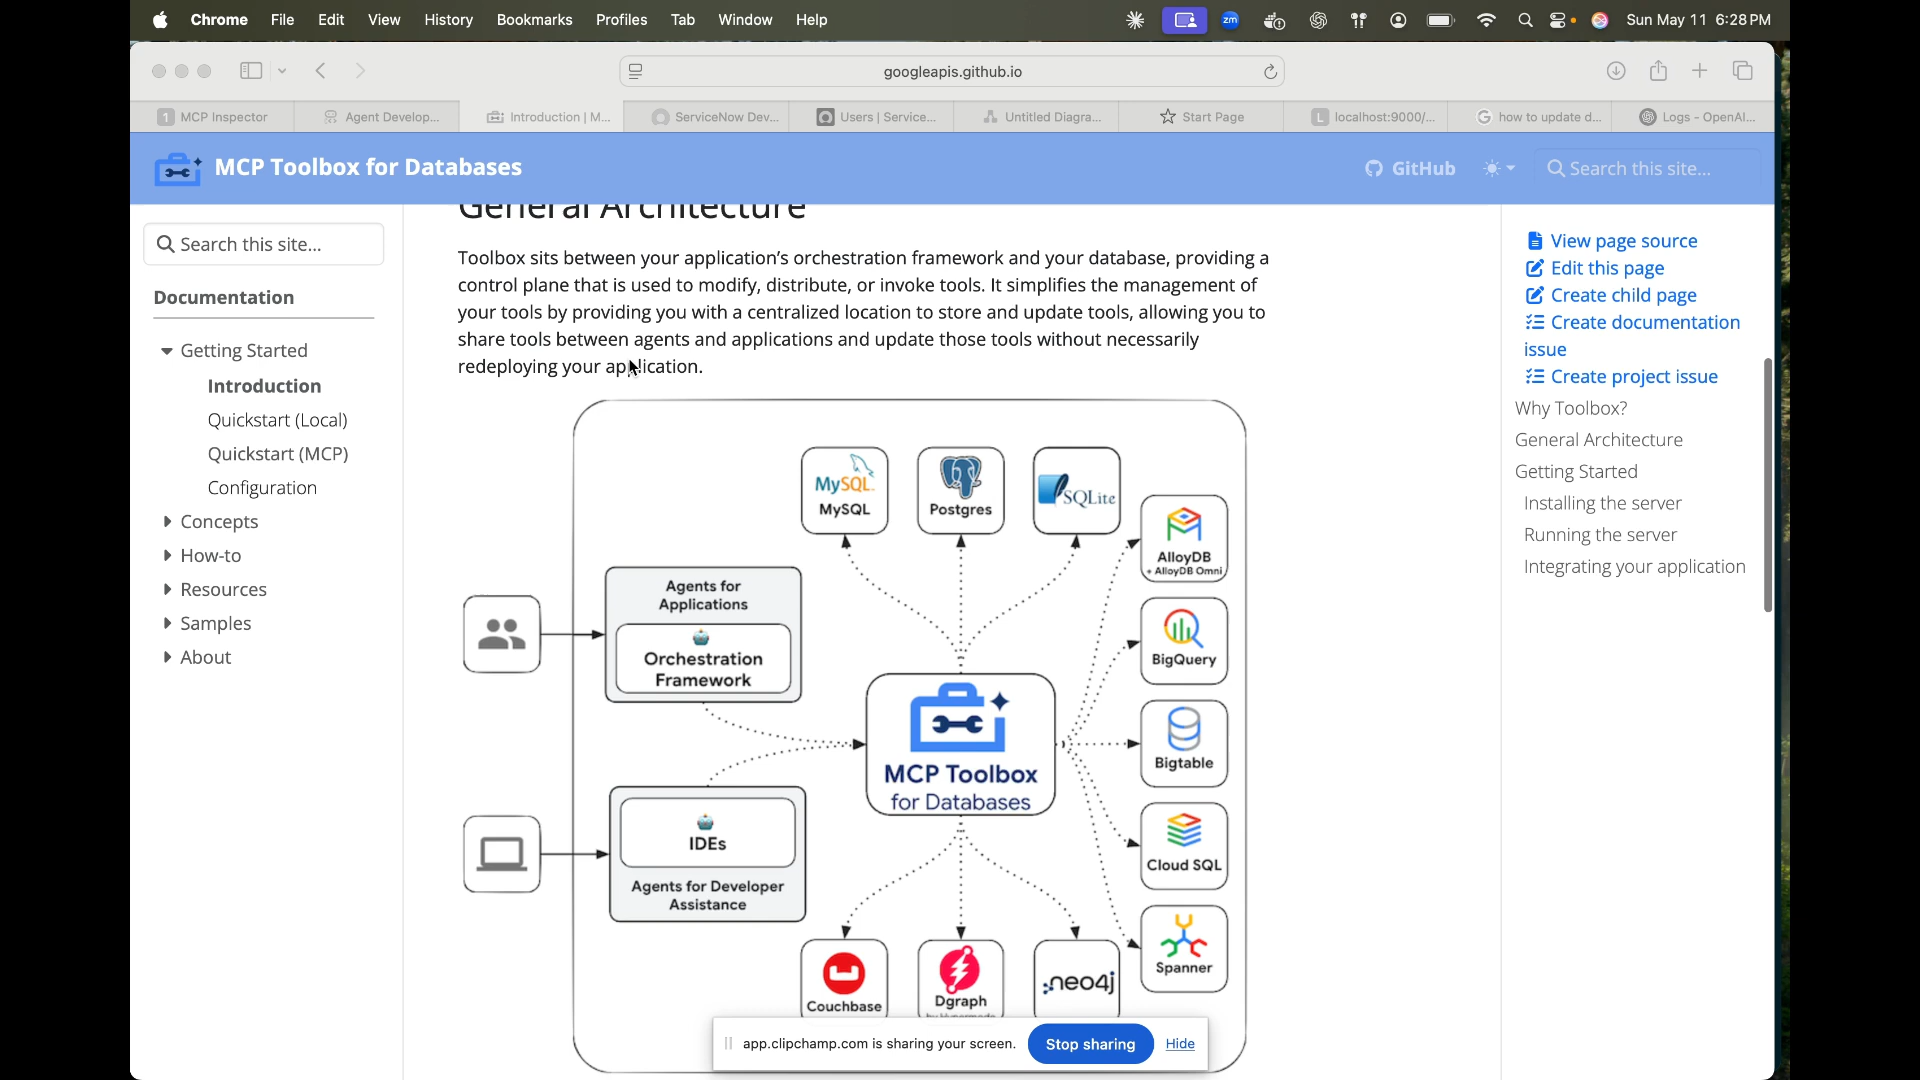 Chrome File Edit View History Bookmarks Profiles Tab Window Help
zm
Sun May 11 6:28 PM
googleapis.github.io
1 MCP Inspector
Agent Develop...
Introduction | M...
ServiceNow Dev...
Users | Service...
Untitled Diagra...
Start Page
L localhost:9000/...
how to update d...
Logs - OpenAI...
MCP Toolbox for Databases
GitHub
Search this site...
Search this site...
Documentation
Getting Started
Introduction
Quickstart (Local)
Quickstart (MCP)
Configuration
Concepts
How-to
Resources
Samples
About
General Architecture
Toolbox sits between your application's orchestration framework and your database, providing a
control plane that is used to modify, distribute, or invoke tools. It simplifies the management of
your tools by providing you with a centralized location to store and update tools, allowing you to
share tools between agents and applications and update those tools without necessarily
redeploying your application.
MySQL
MySQL
Postgres
SQLite
AlloyDB
+ AlloyDB Omni
BigQuery
Bigtable
Cloud SQL
Spanner
Agents for
Applications
Orchestration
Framework
MCP Toolbox
for Databases
IDEs
Agents for Developer
Assistance
Couchbase
Dgraph
neo4j
View page source
Edit this page
Create child page
Create documentation
issue
Create project issue
Why Toolbox?
General Architecture
Getting Started
Installing the server
Running the server
Integrating your application
app.clipchamp.com is sharing your screen.
Stop sharing
Hide